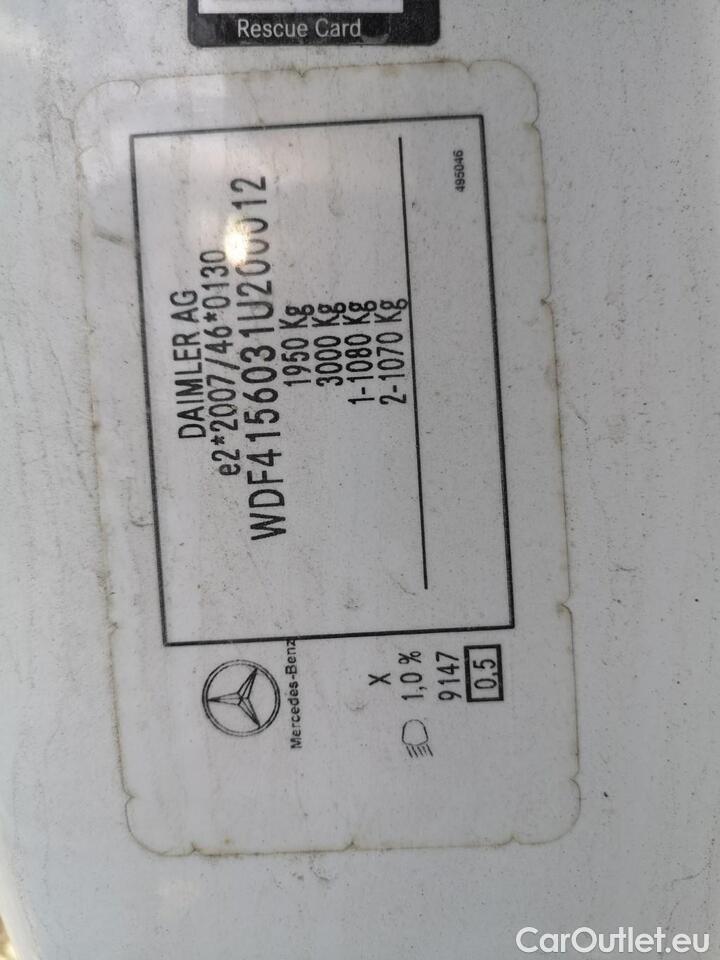 Rescue Card
DAIMLER AG
e2*2007/46*0130
WDF4156031U200012
1950 Kg
3000 Kg
1-1080 Kg
2-1070 Kg
495046
Mercedes-Benz
X
1,0 %
9147
0,5
CarOutlet.eu